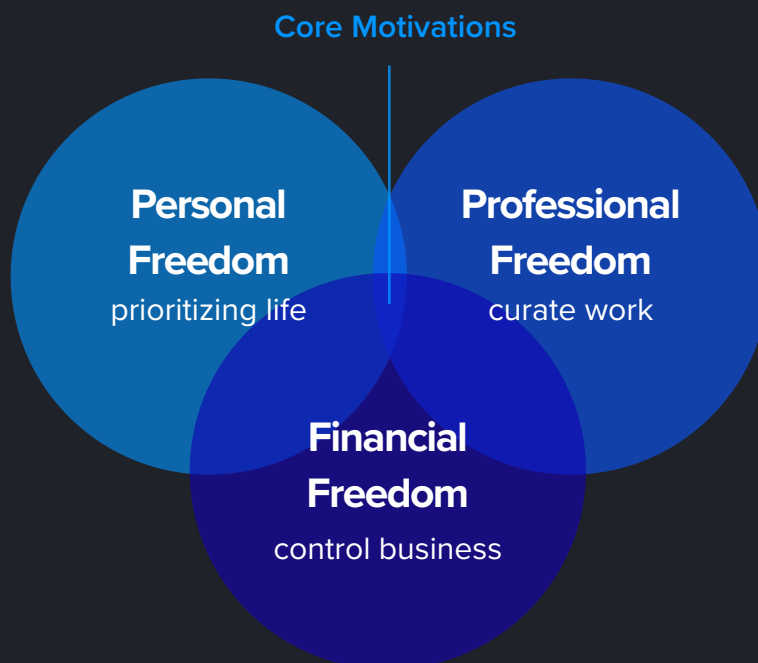 Core Motivations
Personal
Freedom
prioritizing life
Professional
Freedom
curate work
Financial
Freedom
control business